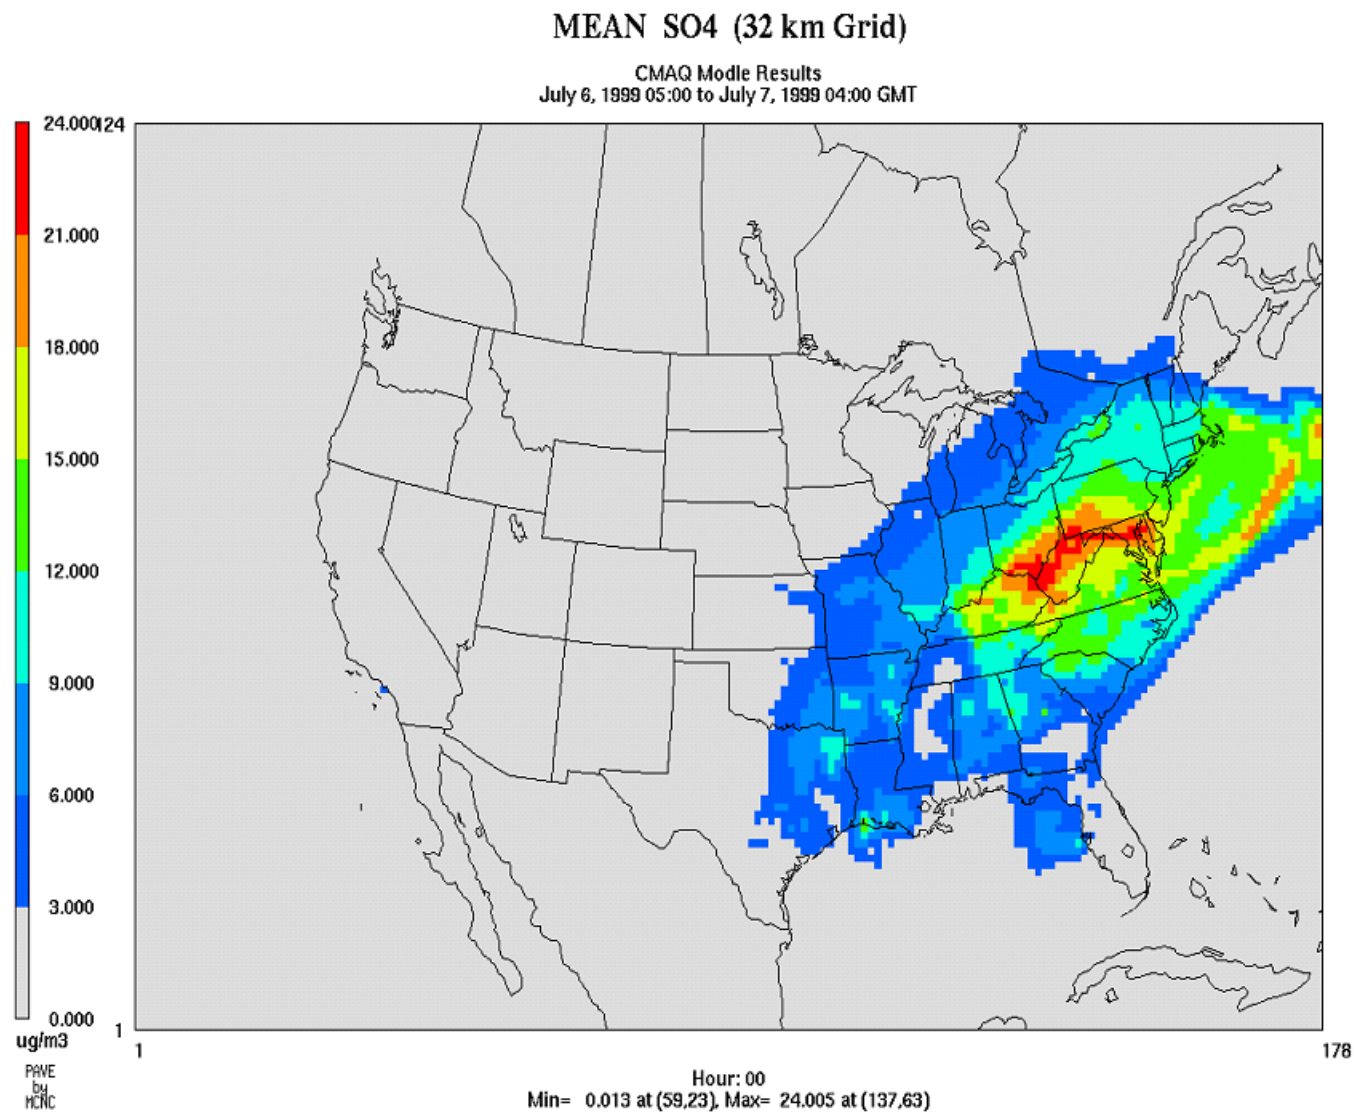 MEAN SO4 (32 km Grid)
CMAQ Modle Results
July 6, 1999 05:00 to July 7, 1999 04:00 GMT
24.000
124
21.000
18.000
15.000
12.000
9.000
6.000
3.000
0.000
1
ug/m3
1
178
PAVE
by
MCNC
Hour: 00
Min= 0.013 at (59,23), Max= 24.005 at (137,63)